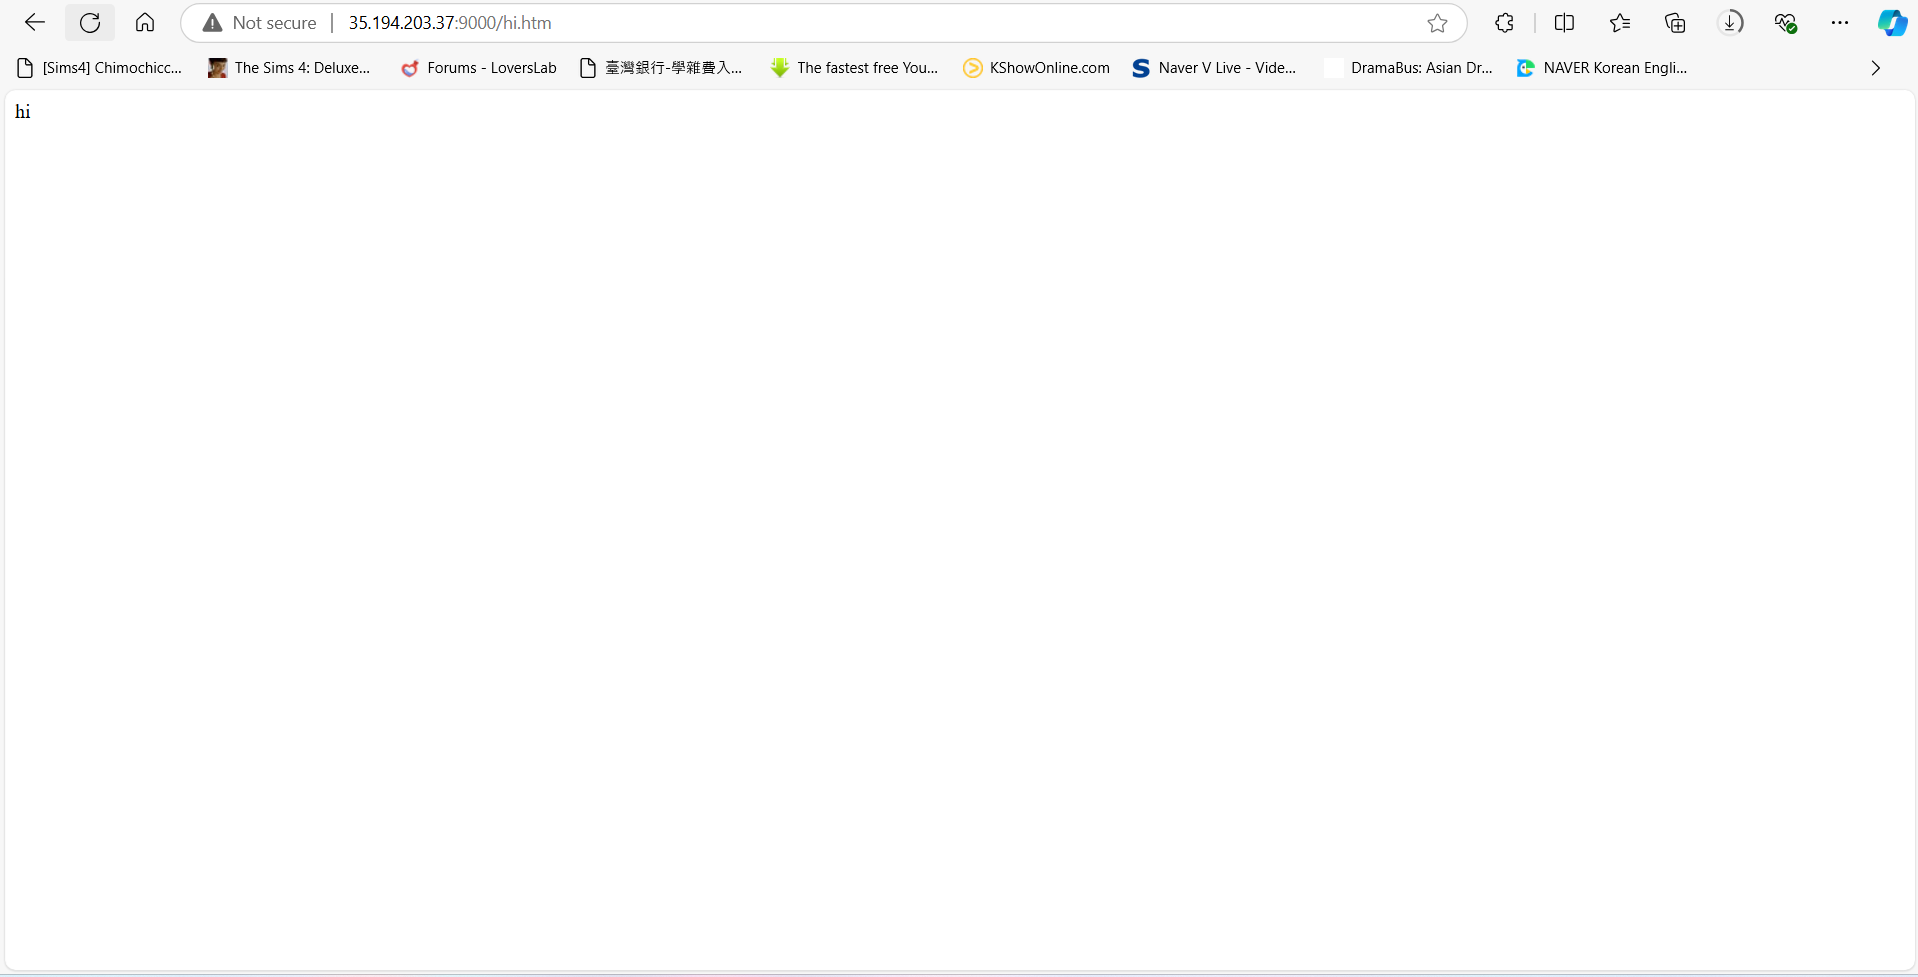 Not secure | 35.194.203.37:9000/hi.htm
[Sims4] Chimochicc... The Sims 4: Deluxe... Forums - LoversLab 臺灣銀行-學雜費入... The fastest free You... KShowOnline.com Naver V Live - Vide... DramaBus: Asian Dr... NAVER Korean Engli...
hi